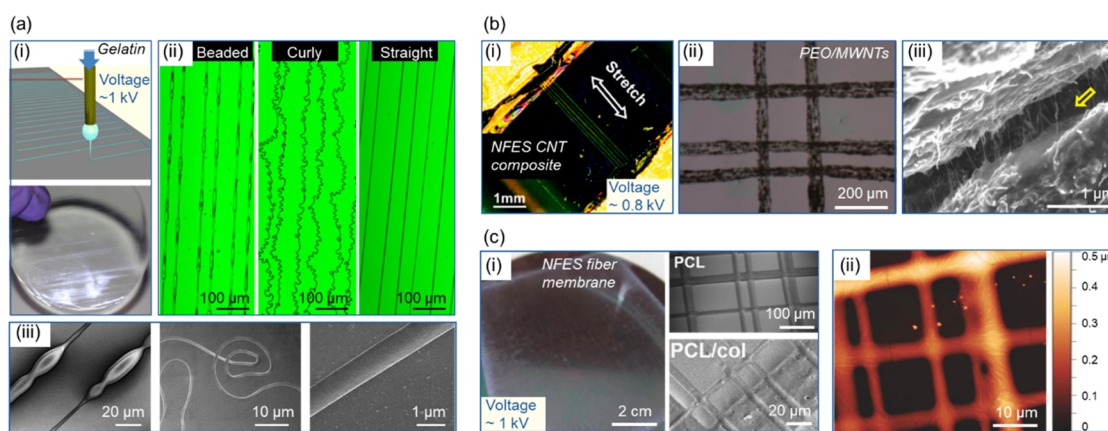 (a)
(i)
Gelatin
Voltage
~1 kV
(ii)
Beaded
Curly
Straight
100 µm
100 µm
100 µm
(iii)
20 µm
10 µm
1 µm
(b)
(i)
Stretch
NFES CNT
composite
1mm
Voltage
~ 0.8 kV
(ii)
PEO/MWNTs
200 µm
(iii)
1 µm
(c)
(i)
NFES fiber
membrane
Voltage
~ 1 kV
2 cm
PCL
100 µm
PCL/col
20 µm
(ii)
10 µm
0.5 µm
0.4
0.3
0.2
0.1
0